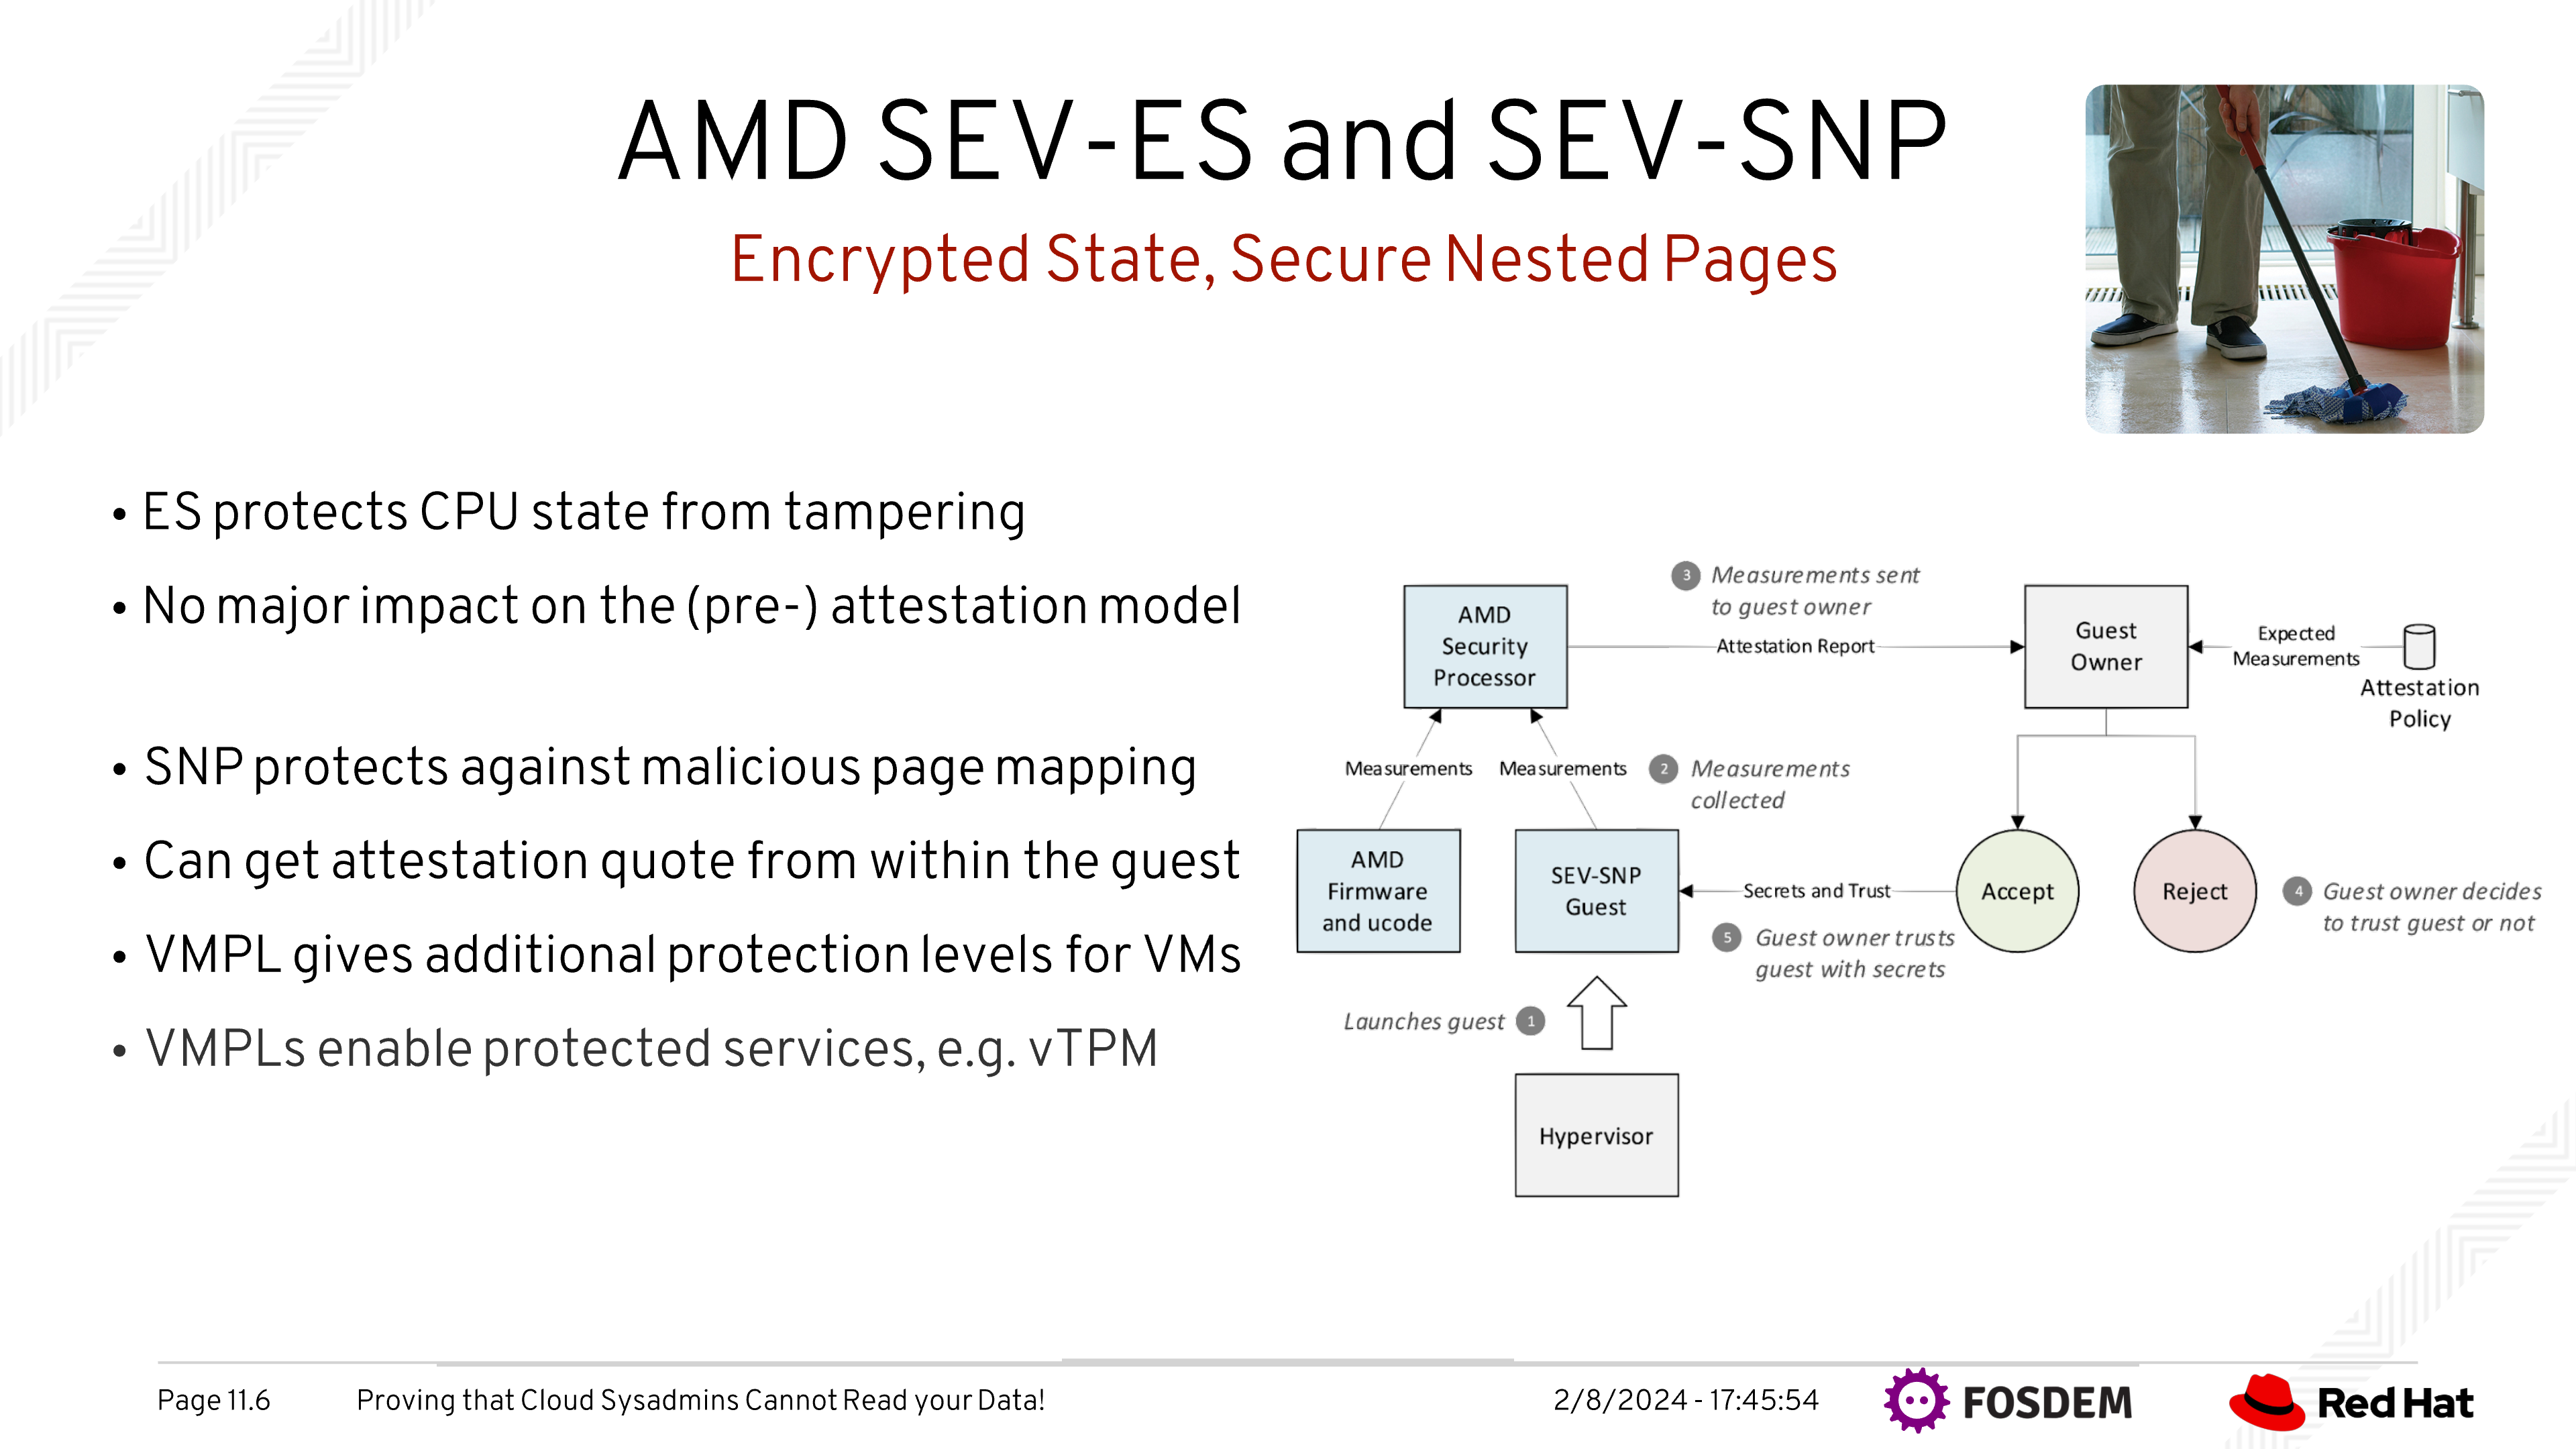 AMD SEV-ES and SEV-SNP
Encrypted State, Secure Nested Pages
• ES protects CPU state from tampering
• No major impact on the (pre-) attestation model
• SNP protects against malicious page mapping
• Can get attestation quote from within the guest
• VMPL gives additional protection levels for VMs
• VMPLs enable protected services, e.g. vTPM
3 Measurements sent
to guest owner
AMD
Security
Processor
Attestation Report
Guest
Owner
Expected
Measurements
Attestation
Policy
Measurements
Measurements
2 Measurements
collected
AMD
Firmware
and ucode
SEV-SNP
Guest
Secrets and Trust
Accept
Reject
4 Guest owner decides
to trust guest or not
5 Guest owner trusts
guest with secrets
Launches guest 1
Hypervisor
Page 11.6
Proving that Cloud Sysadmins Cannot Read your Data!
2/8/2024 - 17:45:54
FOSDEM
Red Hat